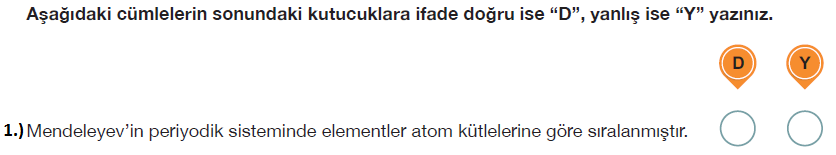 Aşağıdaki cümlelerin sonundaki kutucuklara ifade doğru ise “D”, yanlış ise “Y” yazınız.
D Y
1.) Mendeleyev’in periyodik sisteminde elementler atom kütlelerine göre sıralanmıştır.